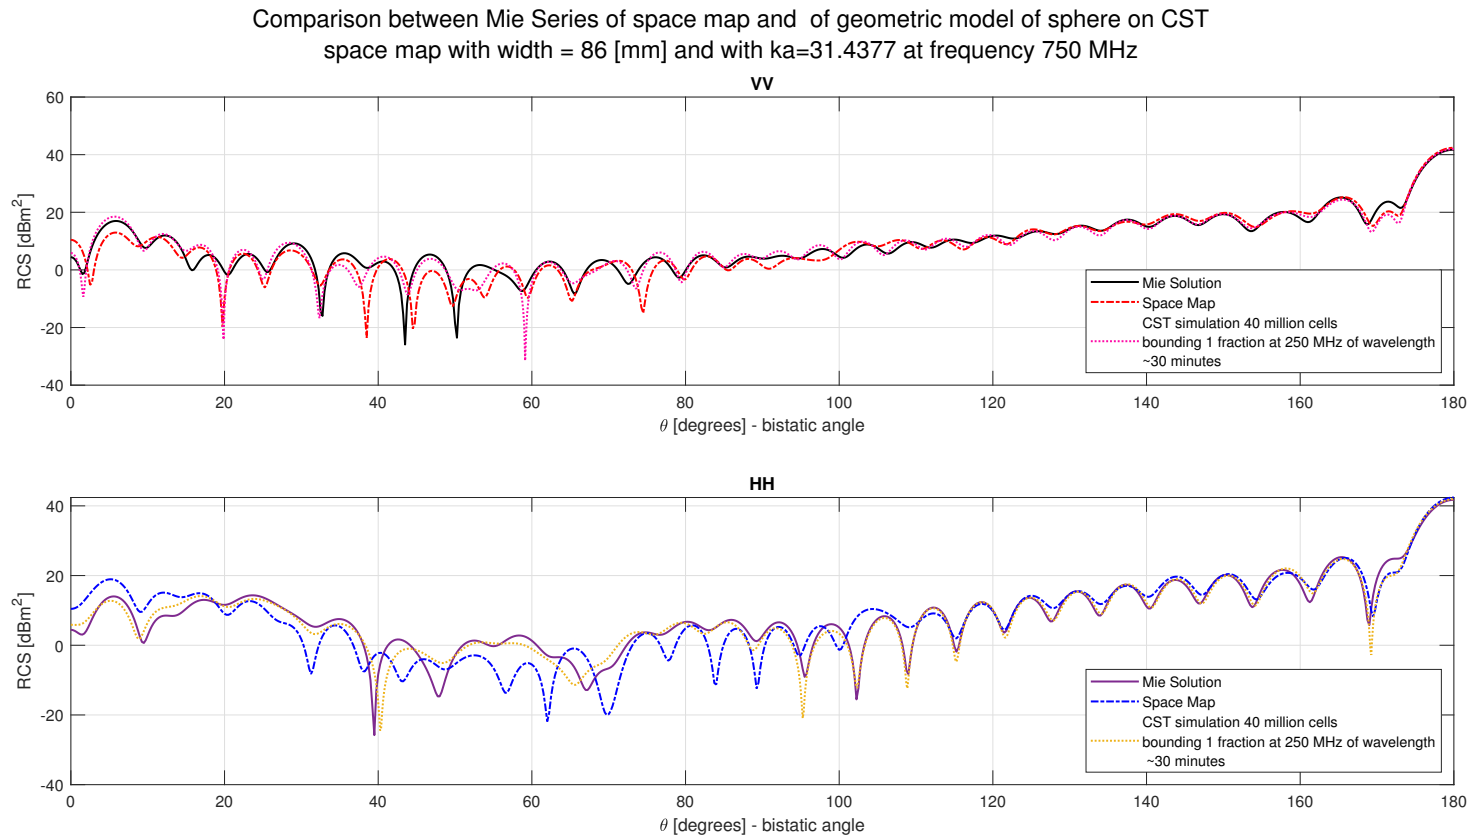 Comparison between Mie Series of space map and  of geometric model of sphere on CST
space map with width = 86 [mm] and with ka=31.4377 at frequency 750 MHz
VV
60
40
20
0
-20
-40
RCS [dBm²]
0 20 40 60 80 100 120 140 160 180
θ [degrees] - bistatic angle
Mie Solution
Space Map
CST simulation 40 million cells
bounding 1 fraction at 250 MHz of wavelength
~30 minutes
HH
40
20
0
-20
-40
RCS [dBm²]
0 20 40 60 80 100 120 140 160 180
θ [degrees] - bistatic angle
Mie Solution
Space Map
CST simulation 40 million cells
bounding 1 fraction at 250 MHz of wavelength
~30 minutes